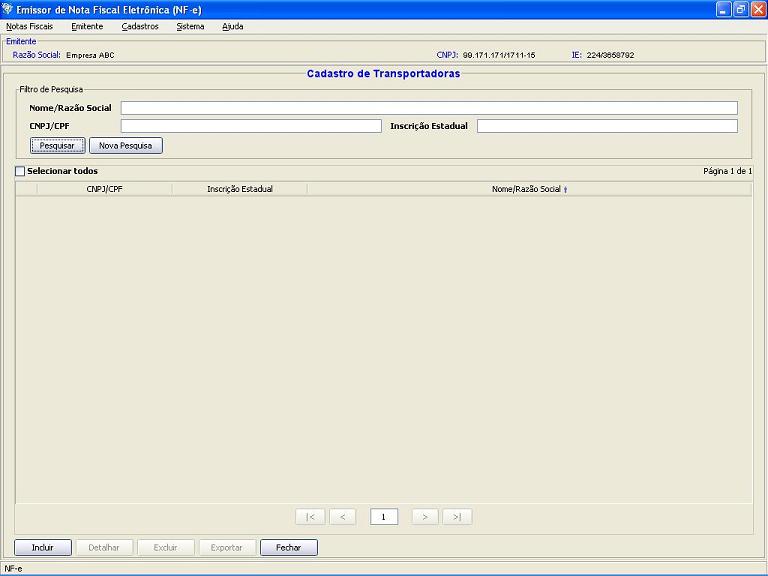 Emissor de Nota Fiscal Eletrônica (NF-e)
Notas Fiscais Emitente Cadastros Sistema Ajuda
Emitente
Razão Social: Empresa ABC CNPJ: 99.171.171/1711-15 IE: 224/3658792
Cadastro de Transportadoras
Filtro de Pesquisa
Nome/Razão Social
CNPJ/CPF Inscrição Estadual
Pesquisar Nova Pesquisa
Selecionar todos Página 1 de 1
CNPJ/CPF Inscrição Estadual Nome/Razão Social
|< < 1 > >|
Incluir Detalhar Excluir Exportar Fechar
NF-e